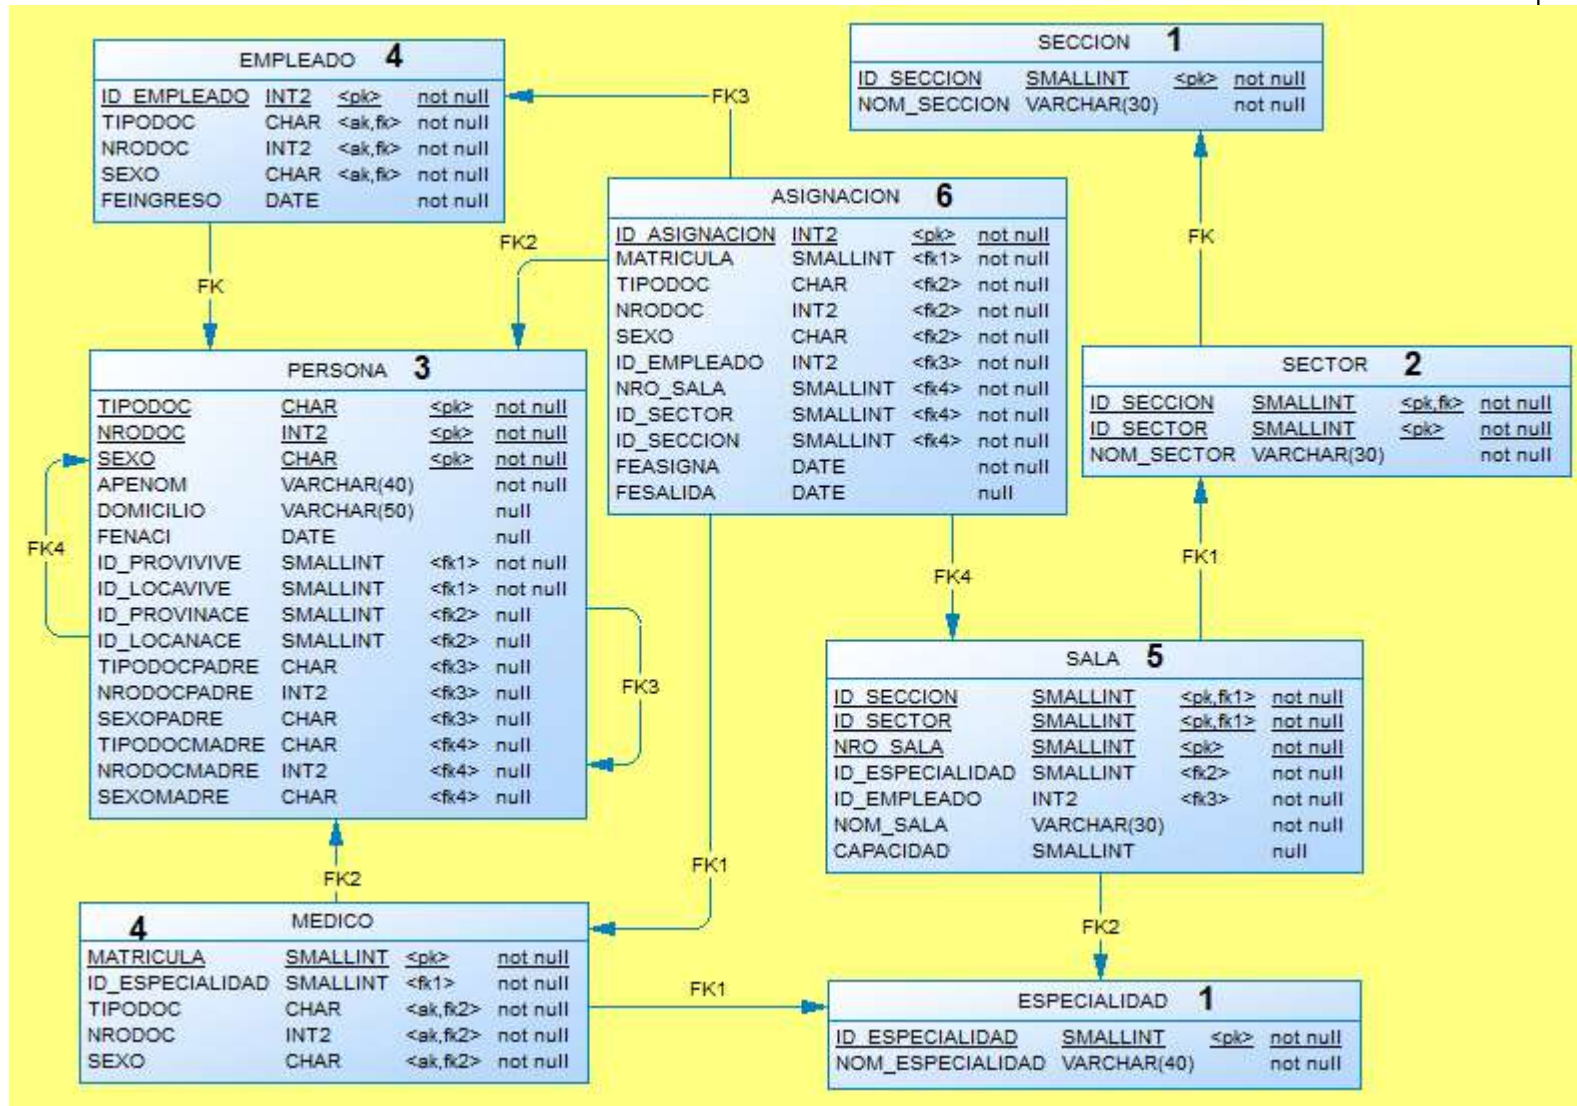 EMPLEADO 4
ID_EMPLEADO INT2 <pk> not null
TIPODOC CHAR <ak,fk> not null
NRODOC INT2 <ak,fk> not null
SEXO CHAR <ak,fk> not null
FEINGRESO DATE not null
SECCION 1
ID_SECCION SMALLINT <pk> not null
NOM_SECCION VARCHAR(30) not null
FK3
ASIGNACION 6
ID_ASIGNACION INT2 <pk> not null
MATRICULA SMALLINT <fk1> not null
TIPODOC CHAR <fk2> not null
NRODOC INT2 <fk2> not null
SEXO CHAR <fk2> not null
ID_EMPLEADO INT2 <fk3> not null
NRO_SALA SMALLINT <fk4> not null
ID_SECTOR SMALLINT <fk4> not null
ID_SECCION SMALLINT <fk4> not null
FEASIGNA DATE not null
FESALIDA DATE null
FK2
FK
FK
PERSONA 3
TIPODOC CHAR <pk> not null
NRODOC INT2 <pk> not null
SEXO CHAR <pk> not null
APENOM VARCHAR(40) not null
DOMICILIO VARCHAR(50) null
FENACI DATE null
ID_PROVIVIVE SMALLINT <fk1> not null
ID_LOCAVIVE SMALLINT <fk1> not null
ID_PROVINACE SMALLINT <fk2> null
ID_LOCANACE SMALLINT <fk2> null
TIPODOCPADRE CHAR <fk3> null
NRODOCPADRE INT2 <fk3> null
SEXOPADRE CHAR <fk3> null
TIPODOCMADRE CHAR <fk4> null
NRODOCMADRE INT2 <fk4> null
SEXOMADRE CHAR <fk4> null
SECTOR 2
ID_SECCION SMALLINT <pk,fk> not null
ID_SECTOR SMALLINT <pk> not null
NOM_SECTOR VARCHAR(30) not null
FK4
FK3
FK4
FK1
SALA 5
ID_SECCION SMALLINT <pk,fk1> not null
ID_SECTOR SMALLINT <pk,fk1> not null
NRO_SALA SMALLINT <pk> not null
ID_ESPECIALIDAD SMALLINT <fk2> not null
ID_EMPLEADO INT2 <fk3> not null
NOM_SALA VARCHAR(30) not null
CAPACIDAD SMALLINT null
FK2
FK1
FK2
4 MEDICO
MATRICULA SMALLINT <pk> not null
ID_ESPECIALIDAD SMALLINT <fk1> not null
TIPODOC CHAR <ak,fk2> not null
NRODOC INT2 <ak,fk2> not null
SEXO CHAR <ak,fk2> not null
FK1
ESPECIALIDAD 1
ID_ESPECIALIDAD SMALLINT <pk> not null
NOM_ESPECIALIDAD VARCHAR(40) not null